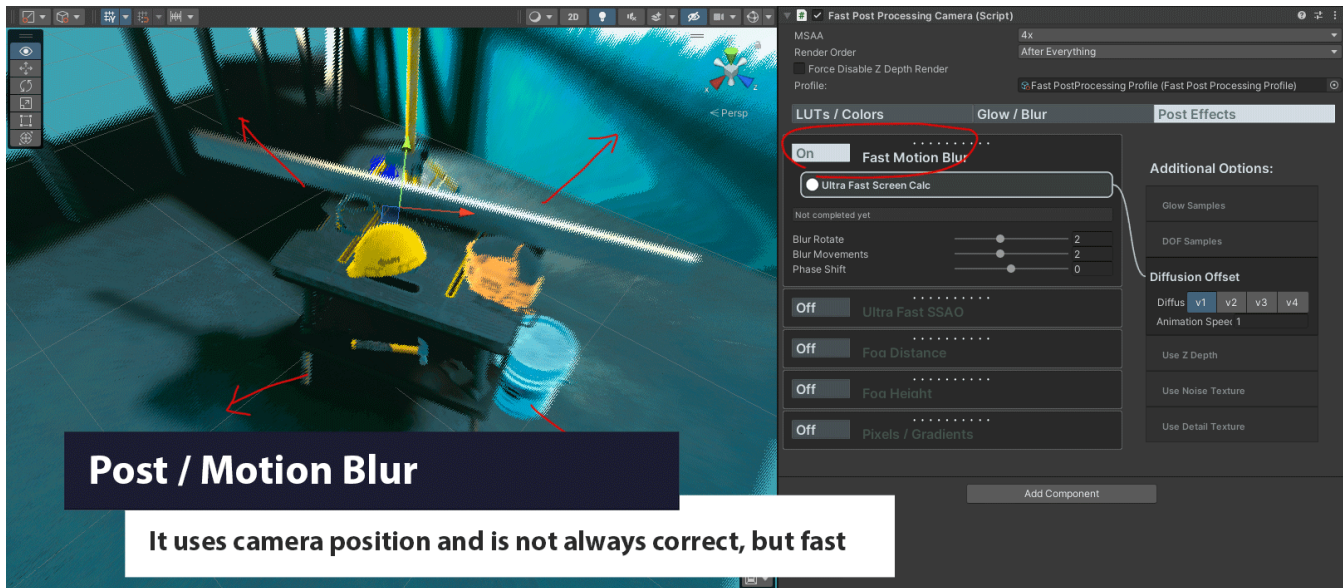 2D
Persp
x
z
Fast Post Processing Camera (Script)
MSAA
4x
Render Order
After Everything
Force Disable Z Depth Render
Profile:
Fast PostProcessing Profile (Fast Post Processing Profile)
LUTs / Colors
Glow / Blur
Post Effects
On
Fast Motion Blur
Ultra Fast Screen Calc
Not completed yet
Blur Rotate
2
Blur Movements
2
Phase Shift
0
Off
Ultra Fast SSAO
Off
Fog Distance
Off
Fog Height
Off
Pixels / Gradients
Additional Options:
Glow Samples
DOF Samples
Diffusion Offset
Diffus
v1
v2
v3
v4
Animation Speec 1
Use Z Depth
Use Noise Texture
Use Detail Texture
Add Component
Post / Motion Blur
It uses camera position and is not always correct, but fast